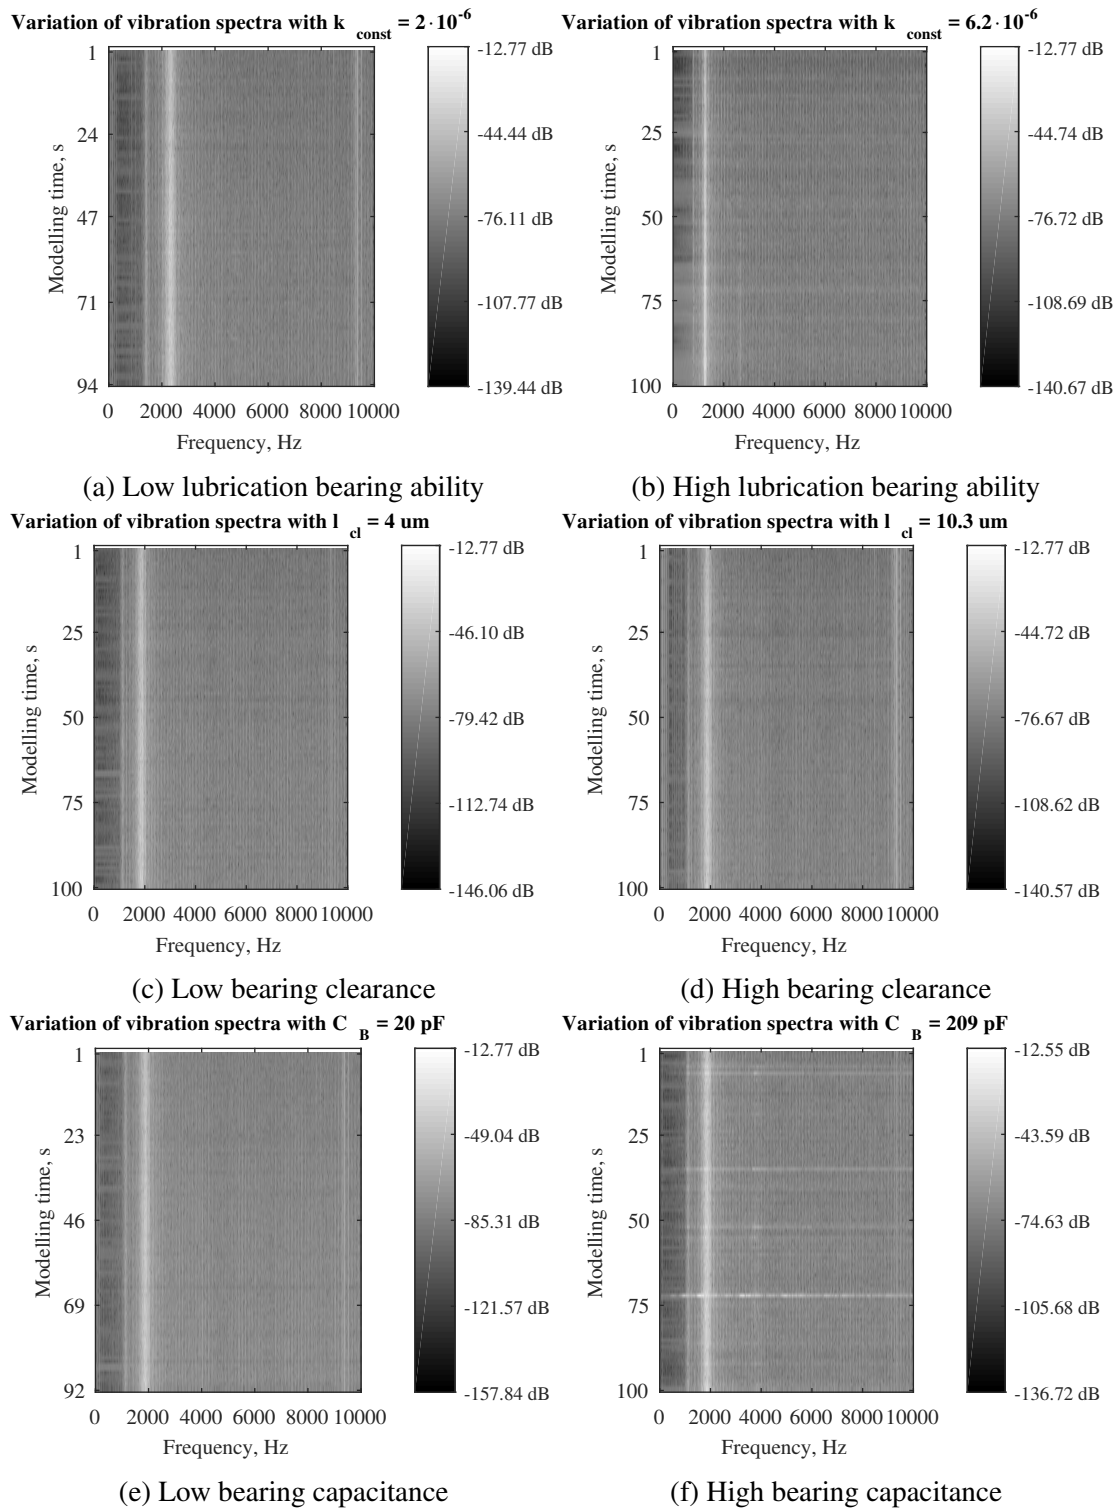 Variation of vibration spectra with k const = 2·10-6
1
24
47
71
94
Modelling time, s
0 2000 4000 6000 8000 10000
Frequency, Hz
-12.77 dB
-44.44 dB
-76.11 dB
-107.77 dB
-139.44 dB
(a) Low lubrication bearing ability
Variation of vibration spectra with k const = 6.2·10-6
1
25
50
75
100
Modelling time, s
0 2000 4000 6000 8000 10000
Frequency, Hz
-12.77 dB
-44.74 dB
-76.72 dB
-108.69 dB
-140.67 dB
(b) High lubrication bearing ability
Variation of vibration spectra with l cl = 4 um
1
25
50
75
100
Modelling time, s
0 2000 4000 6000 8000 10000
Frequency, Hz
-12.77 dB
-46.10 dB
-79.42 dB
-112.74 dB
-146.06 dB
(c) Low bearing clearance
Variation of vibration spectra with l cl = 10.3 um
1
25
50
75
100
Modelling time, s
0 2000 4000 6000 8000 10000
Frequency, Hz
-12.77 dB
-44.72 dB
-76.67 dB
-108.62 dB
-140.57 dB
(d) High bearing clearance
Variation of vibration spectra with C B = 20 pF
1
23
46
69
92
Modelling time, s
0 2000 4000 6000 8000 10000
Frequency, Hz
-12.77 dB
-49.04 dB
-85.31 dB
-121.57 dB
-157.84 dB
(e) Low bearing capacitance
Variation of vibration spectra with C B = 209 pF
1
25
50
75
100
Modelling time, s
0 2000 4000 6000 8000 10000
Frequency, Hz
-12.55 dB
-43.59 dB
-74.63 dB
-105.68 dB
-136.72 dB
(f) High bearing capacitance